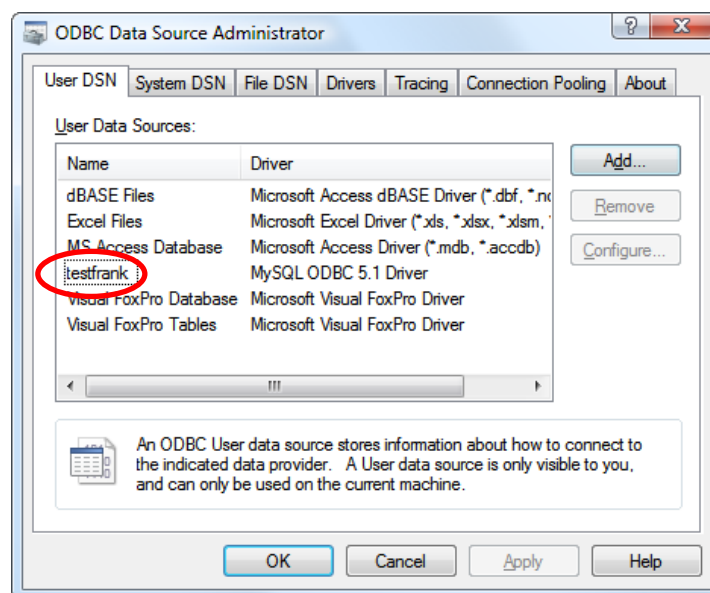 ODBC Data Source Administrator
User DSN System DSN File DSN Drivers Tracing Connection Pooling About
User Data Sources:
Name Driver Add...
dBASE Files Microsoft Access dBASE Driver (*.dbf, *.nd
Excel Files Microsoft Excel Driver (*.xls, *.xlsx, *.xlsm, Remove
MS Access Database Microsoft Access Driver (*.mdb, *.accdb) Configure...
testfrank MySQL ODBC 5.1 Driver
Visual FoxPro Database Microsoft Visual FoxPro Driver
Visual FoxPro Tables Microsoft Visual FoxPro Driver
An ODBC User data source stores information about how to connect to
the indicated data provider. A User data source is only visible to you,
and can only be used on the current machine.
OK Cancel Apply Help